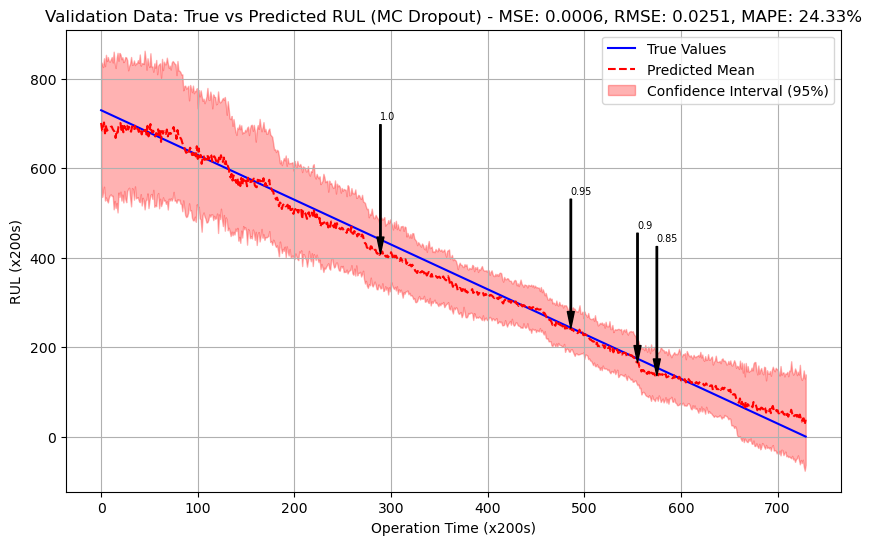 Validation Data: True vs Predicted RUL (MC Dropout) - MSE: 0.0006, RMSE: 0.0251, MAPE: 24.33%
True Values
Predicted Mean
Confidence Interval (95%)
1.0
0.95
0.9
0.85
RUL (x200s)
800
600
400
200
0
0 100 200 300 400 500 600 700
Operation Time (x200s)